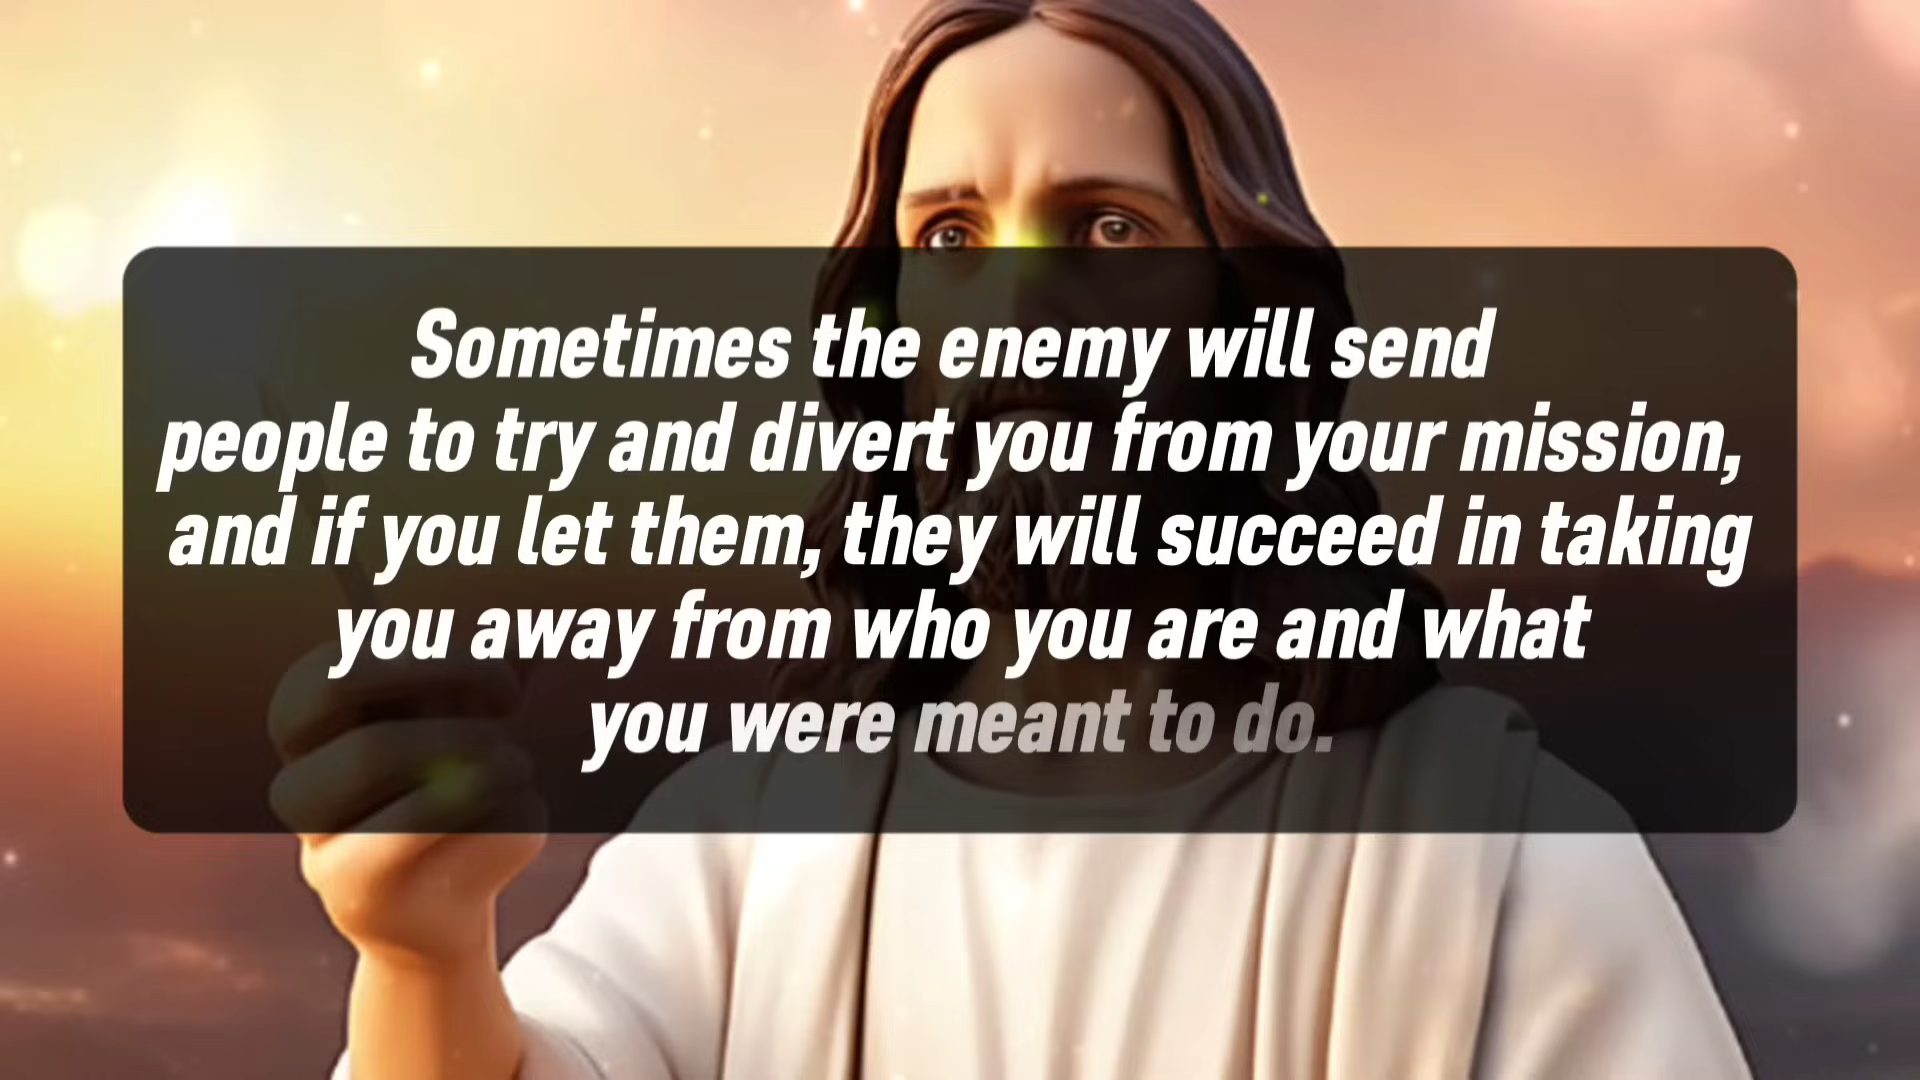 Sometimes the enemy will send
people to try and divert you from your mission,
and if you let them, they will succeed in taking
you away from who you are and what
you were meant to do.